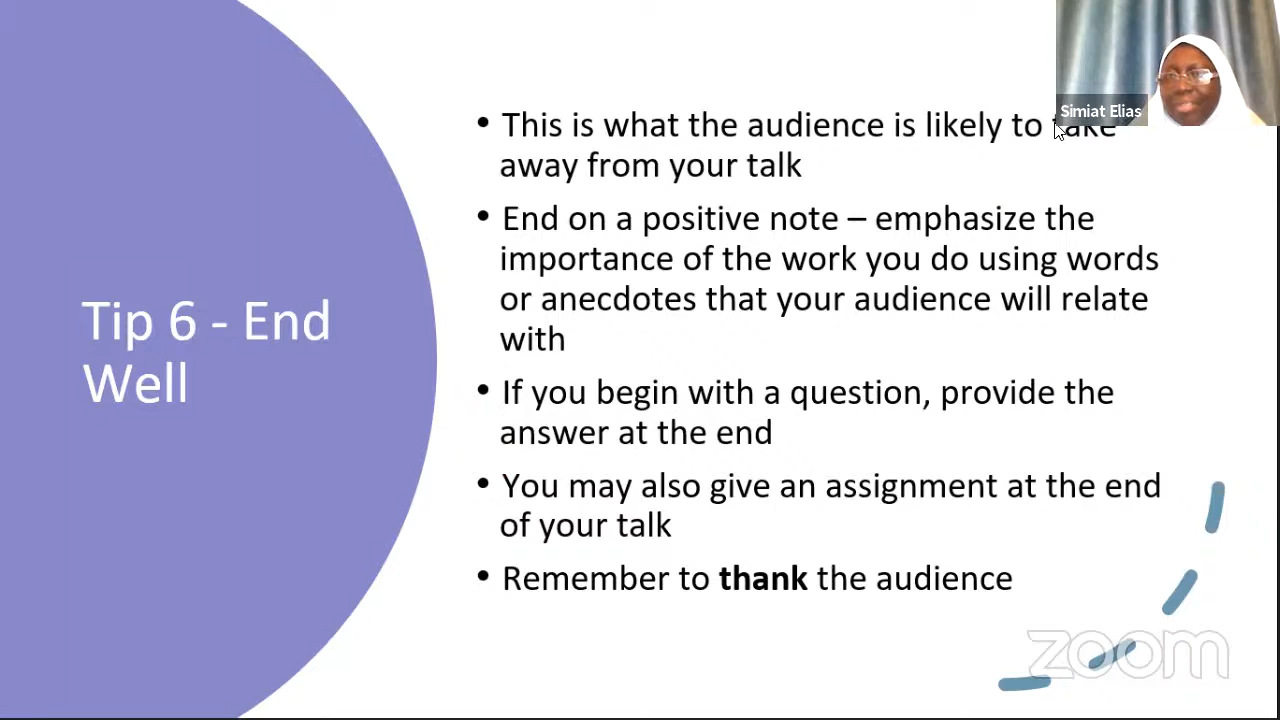 Simiat Elias
Tip 6 - End
Well
• This is what the audience is likely to take
away from your talk
• End on a positive note – emphasize the
importance of the work you do using words
or anecdotes that your audience will relate
with
• If you begin with a question, provide the
answer at the end
• You may also give an assignment at the end
of your talk
• Remember to thank the audience
zoom